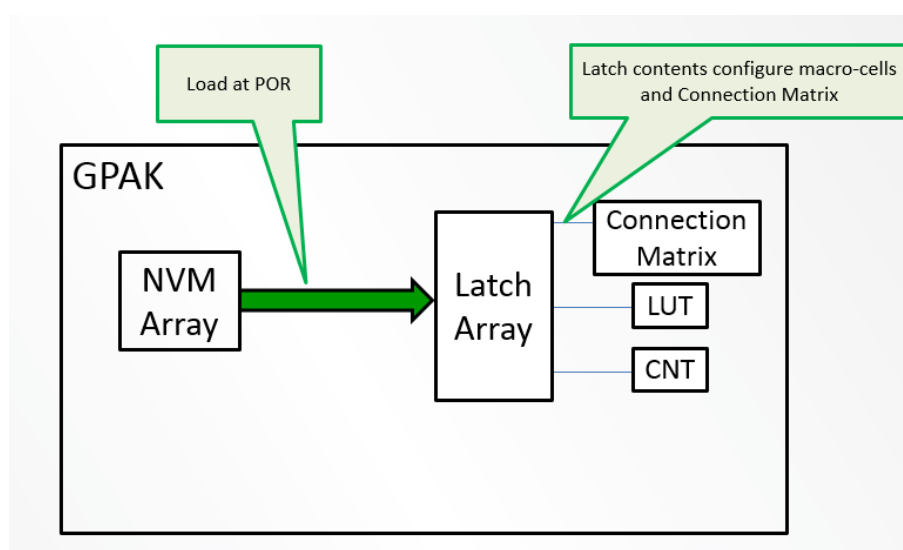 Load at POR
Latch contents configure macro-cells
and Connection Matrix
GPAK
NVM
Array
Latch
Array
Connection
Matrix
LUT
CNT